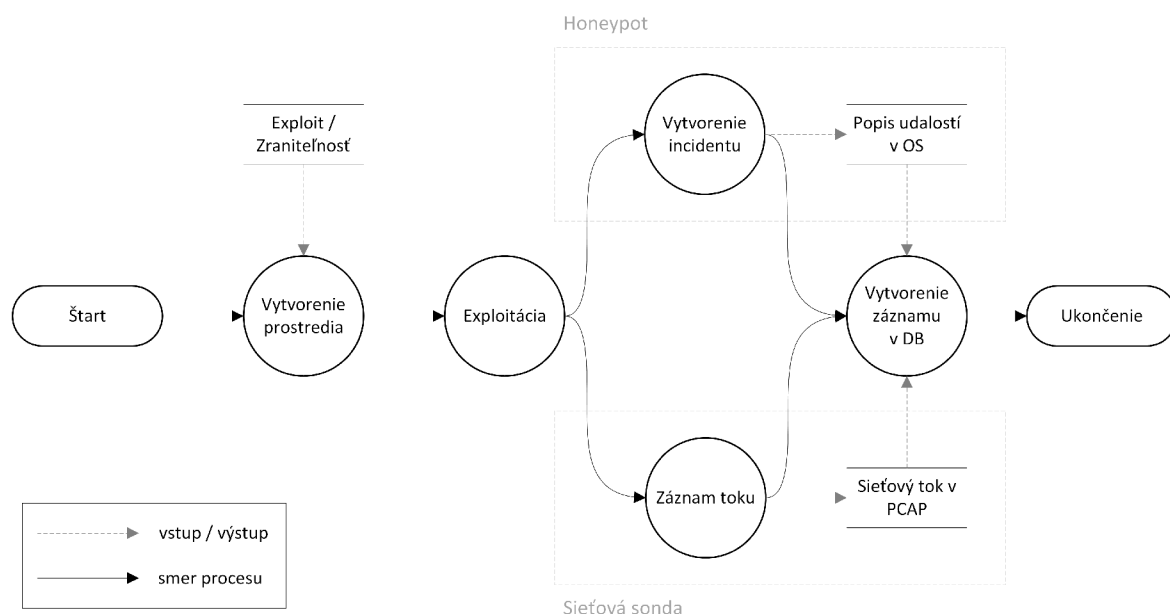 Honeypot
Exploit /
Zraniteľnosť
Vytvorenie
incidentu
Popis udalostí
v OS
Štart
Vytvorenie
prostredia
Exploitácia
Vytvorenie
záznamu
v DB
Ukončenie
Záznam toku
Sieťový tok v
PCAP
vstup / výstup
smer procesu
Sieťová sonda